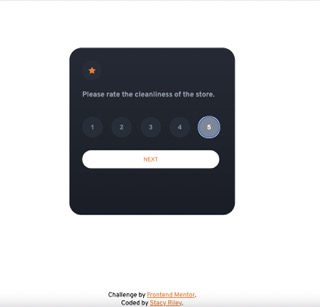 Please rate the cleanliness of the store.
1 2 3 4 5
NEXT
Challenge by Frontend Mentor.
Coded by Stacy Riley.